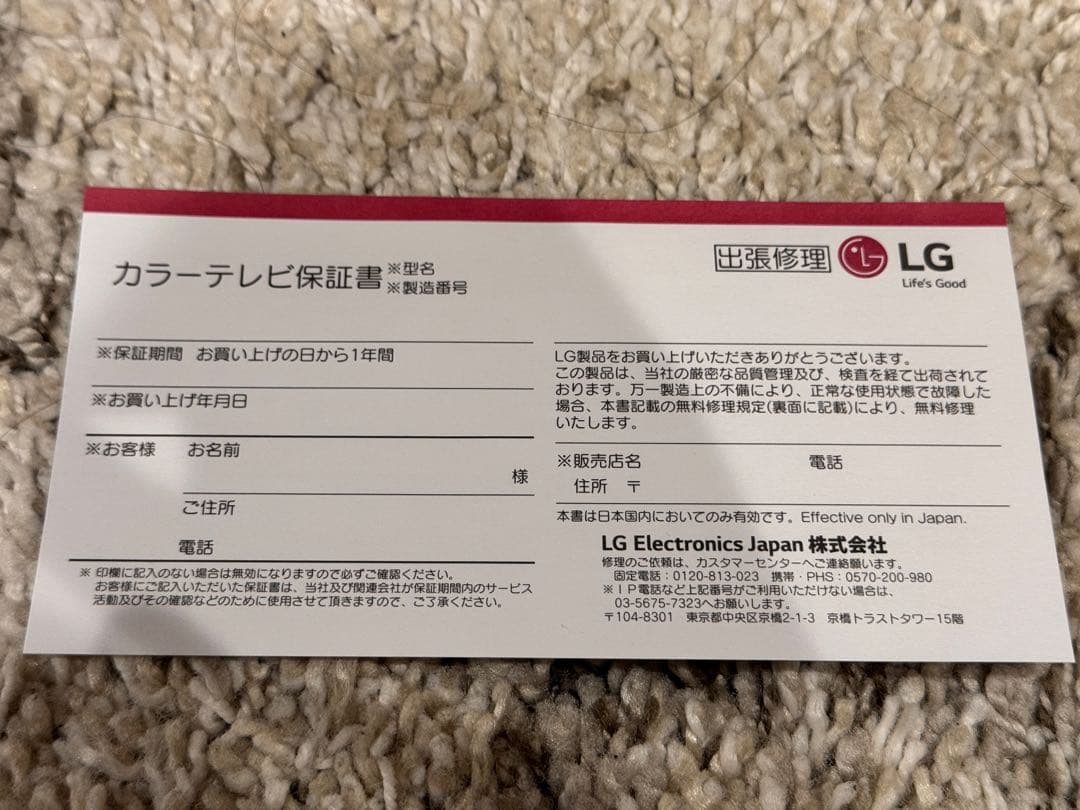 カラーテレビ保証書
※型名
※製造番号
出張修理
LG
Life's Good
※保証期間 お買い上げの日から1年間
※お買い上げ年月日
※お客様 お名前
様
ご住所
電話
※ 印欄に記入のない場合は無効になりますので必ずご確認ください。
お客様にご記入いただいた保証書は、当社及び関連会社が保証期間内のサービス
活動及びその確認などのために使用させて頂きますので、ご了承ください。
LG製品をお買い上げいただきありがとうございます。
この製品は、当社の厳密な品質管理及び、検査を経て出荷されて
おります。万一製造上の不備により、正常な使用状態で故障した
場合、本書記載の無料修理規定(裏面に記載)により、無料修理
いたします。
※販売店名 電話
住所 〒
本書は日本国内においてのみ有効です。Effective only in Japan.
LG Electronics Japan 株式会社
修理のご依頼は、カスタマーセンターへご連絡願います。
固定電話：0120-813-023 携帯・PHS：0570-200-980
※IP電話など上記番号がご利用いただけない場合は、
03-5675-7323へお願いします。
〒104-8301 東京都中央区京橋2-1-3 京橋トラストタワー15階